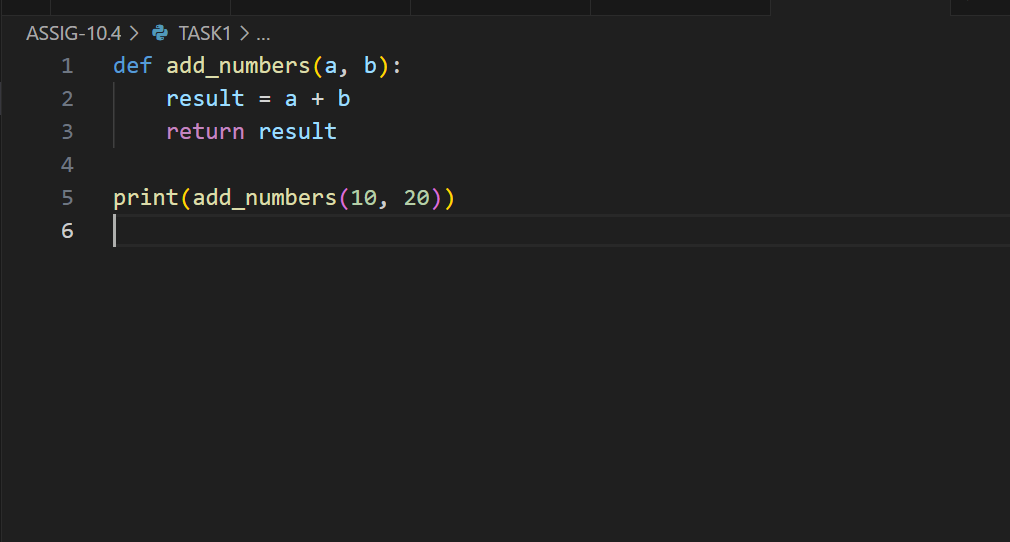 ASSIG-10.4 > TASK1 > ...
1 def add_numbers(a, b):
2     result = a + b
3     return result
4
5 print(add_numbers(10, 20))
6